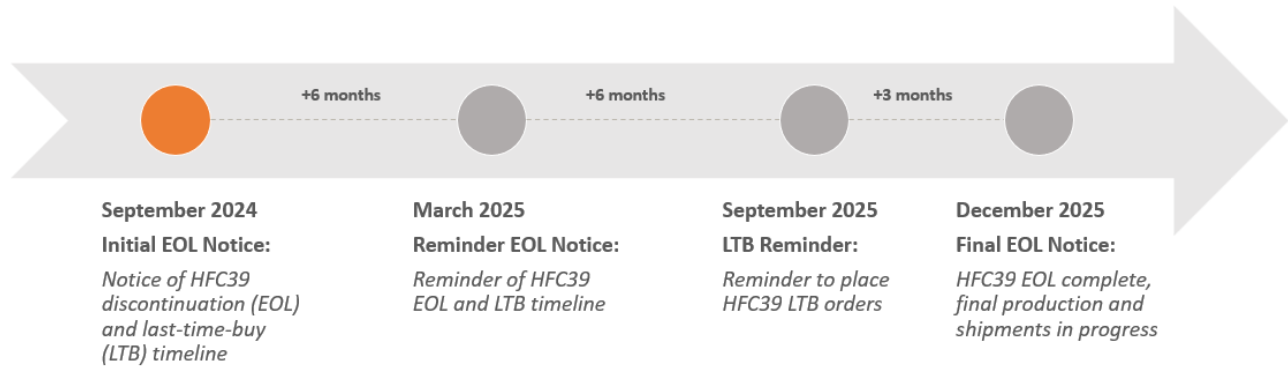 +6 months
+6 months
+3 months
September 2024
Initial EOL Notice:
Notice of HFC39
discontinuation (EOL)
and last-time-buy
(LTB) timeline
March 2025
Reminder EOL Notice:
Reminder of HFC39
EOL and LTB timeline
September 2025
LTB Reminder:
Reminder to place
HFC39 LTB orders
December 2025
Final EOL Notice:
HFC39 EOL complete,
final production and
shipments in progress